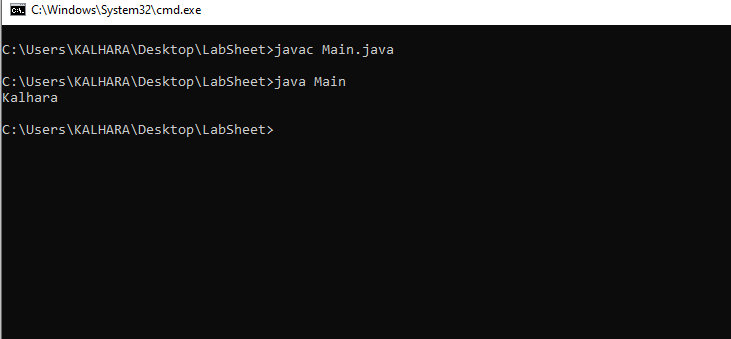 C:\Windows\System32\cmd.exe
C:\Users\KALHARA\Desktop\LabSheet>javac Main.java
C:\Users\KALHARA\Desktop\LabSheet>java Main
Kalhara
C:\Users\KALHARA\Desktop\LabSheet>